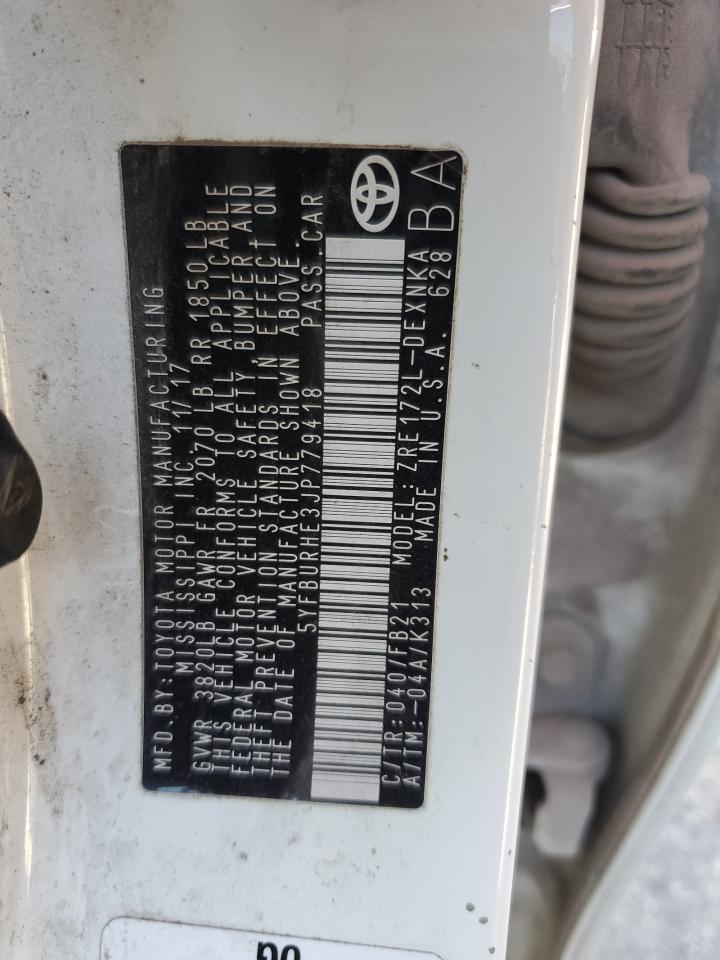 MFD.BY:TOYOTA MOTOR MANUFACTURING
MISSISSIPPI INC. 11/17
GVWR 3820LB GAWR FR 2070 LB RR 1850 LB
THIS VEHICLE CONFORMS TO ALL APPLICABLE
FEDERAL MOTOR VEHICLE SAFETY, BUMPER, AND
THEFT PREVENTION STANDARDS IN EFFECT ON
THE DATE OF MANUFACTURE SHOWN ABOVE.
5YFBURHE3JP779418 PASS.CAR
C/TR:040/FB21 MODEL:ZRE172L-DEXNKA
A/TM:-04A/K313 MADE IN U.S.A. 628
BA